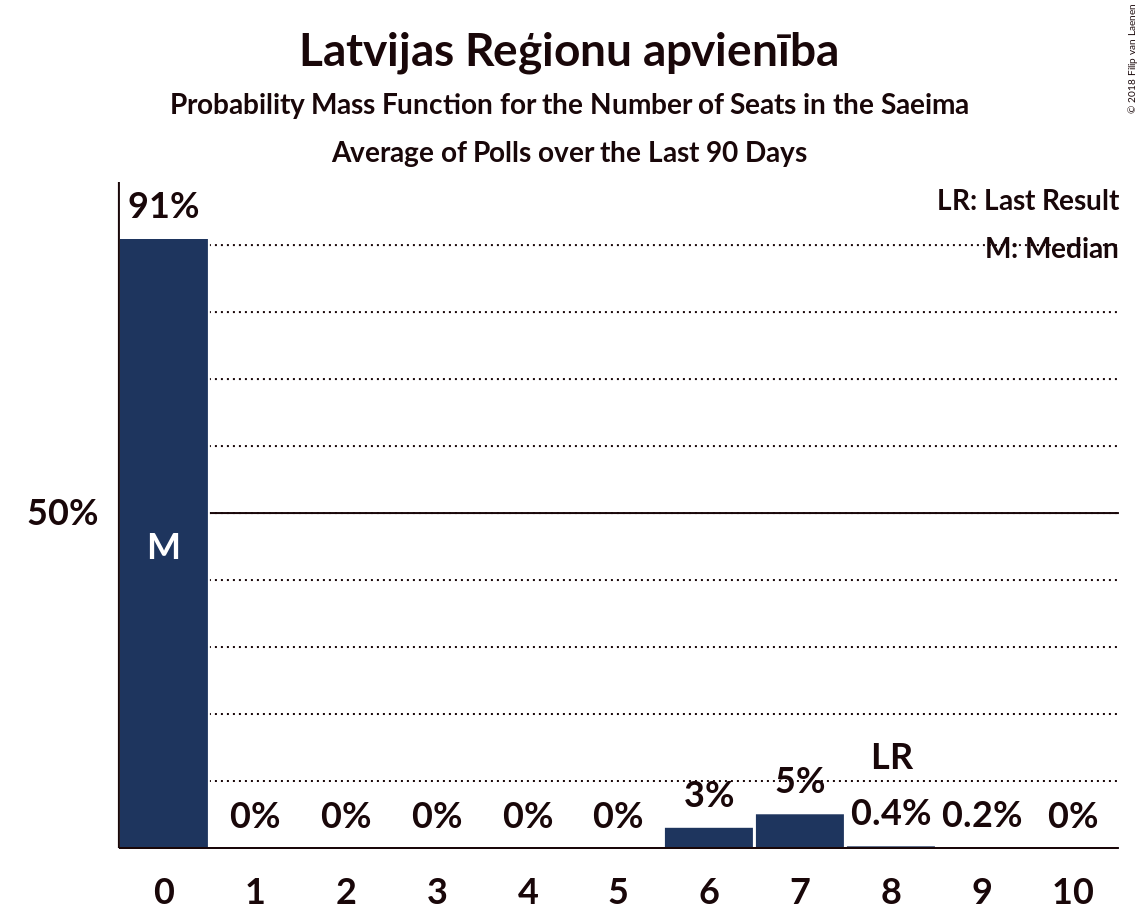 Latvijas Reģionu apvienība
Probability Mass Function for the Number of Seats in the Saeima
Average of Polls over the Last 90 Days
© 2018 Filip van Laenen
LR: Last Result
M: Median
91%
50%
M
LR
0% 0% 0% 0% 0% 3% 5% 0.4% 0.2% 0%
0 1 2 3 4 5 6 7 8 9 10